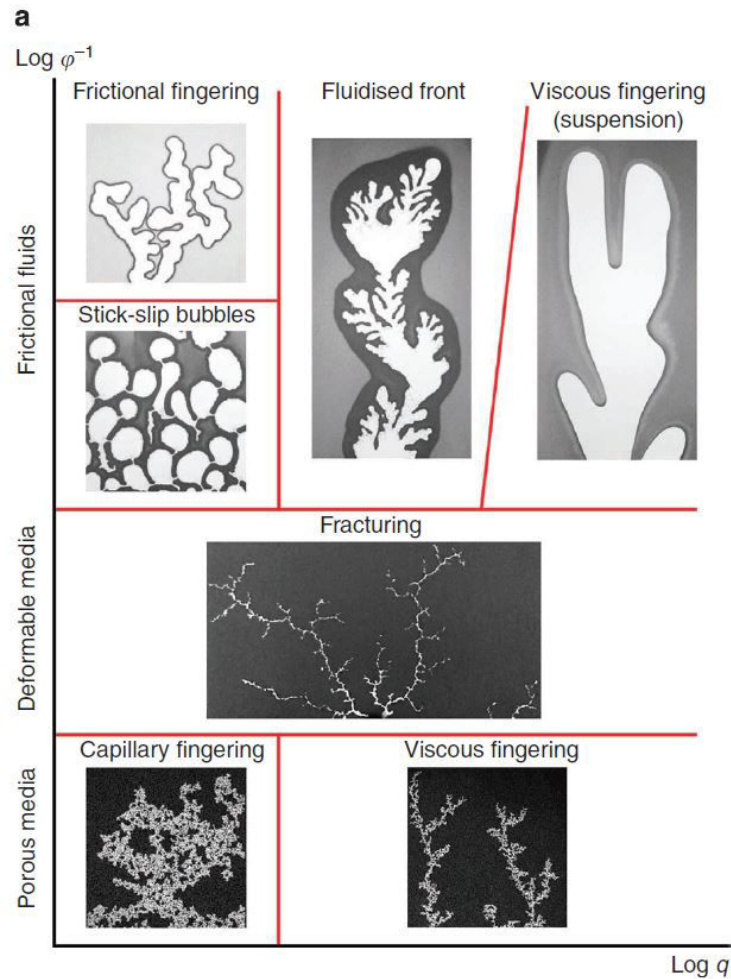 a
Log φ⁻¹
Frictional fingering
Fluidised front
Viscous fingering
(suspension)
Frictional fluids
Stick-slip bubbles
Fracturing
Deformable media
Capillary fingering
Viscous fingering
Porous media
Log q